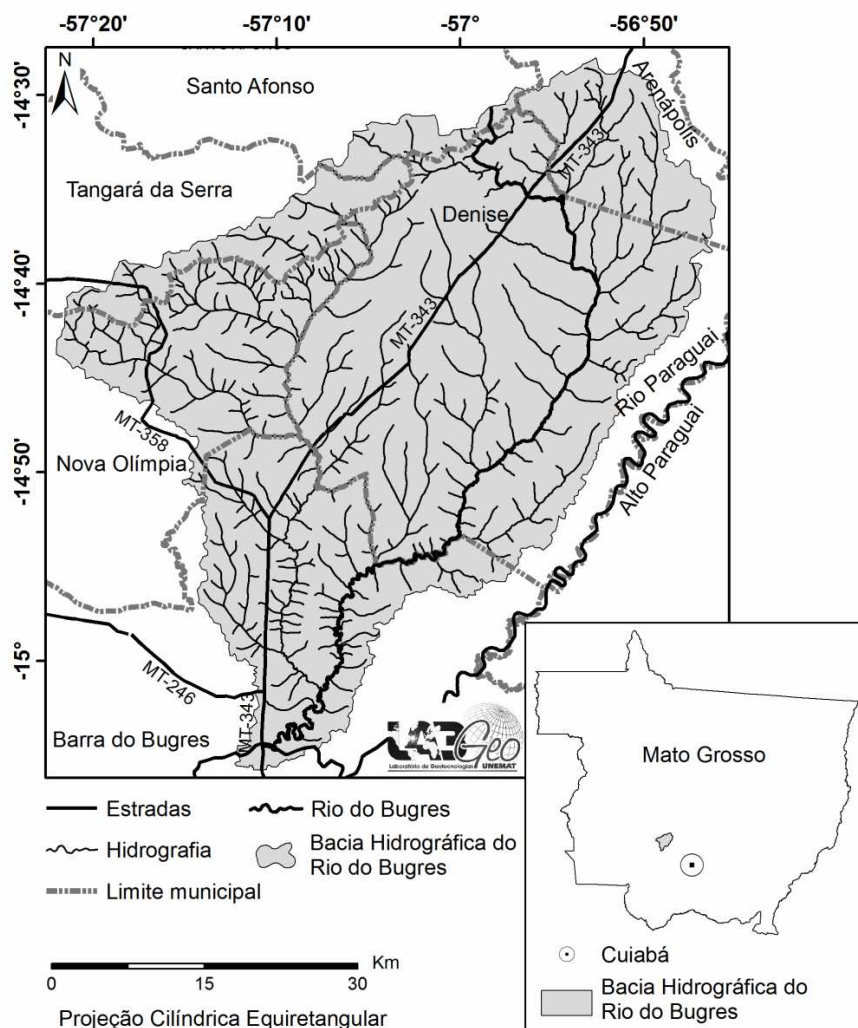 -57°20' -57°10' -57° -56°50'
-14°30'
-14°40'
-14°50'
-15°
N
Santo Afonso
Arenápolis
MT-343
Tangará da Serra
Denise
MT-343
Rio Paraguai
Alto Paraguai
MT-358
Nova Olímpia
MT-246
MT-343
Barra do Bugres
LABGeo
Laboratório de Geotecnologias UNEMAT
Estradas
Rio do Bugres
Hidrografia
Bacia Hidrográfica do
Rio do Bugres
Limite municipal
Km
0 15 30
Projeção Cilíndrica Equiretangular
Mato Grosso
Cuiabá
Bacia Hidrográfica do
Rio do Bugres